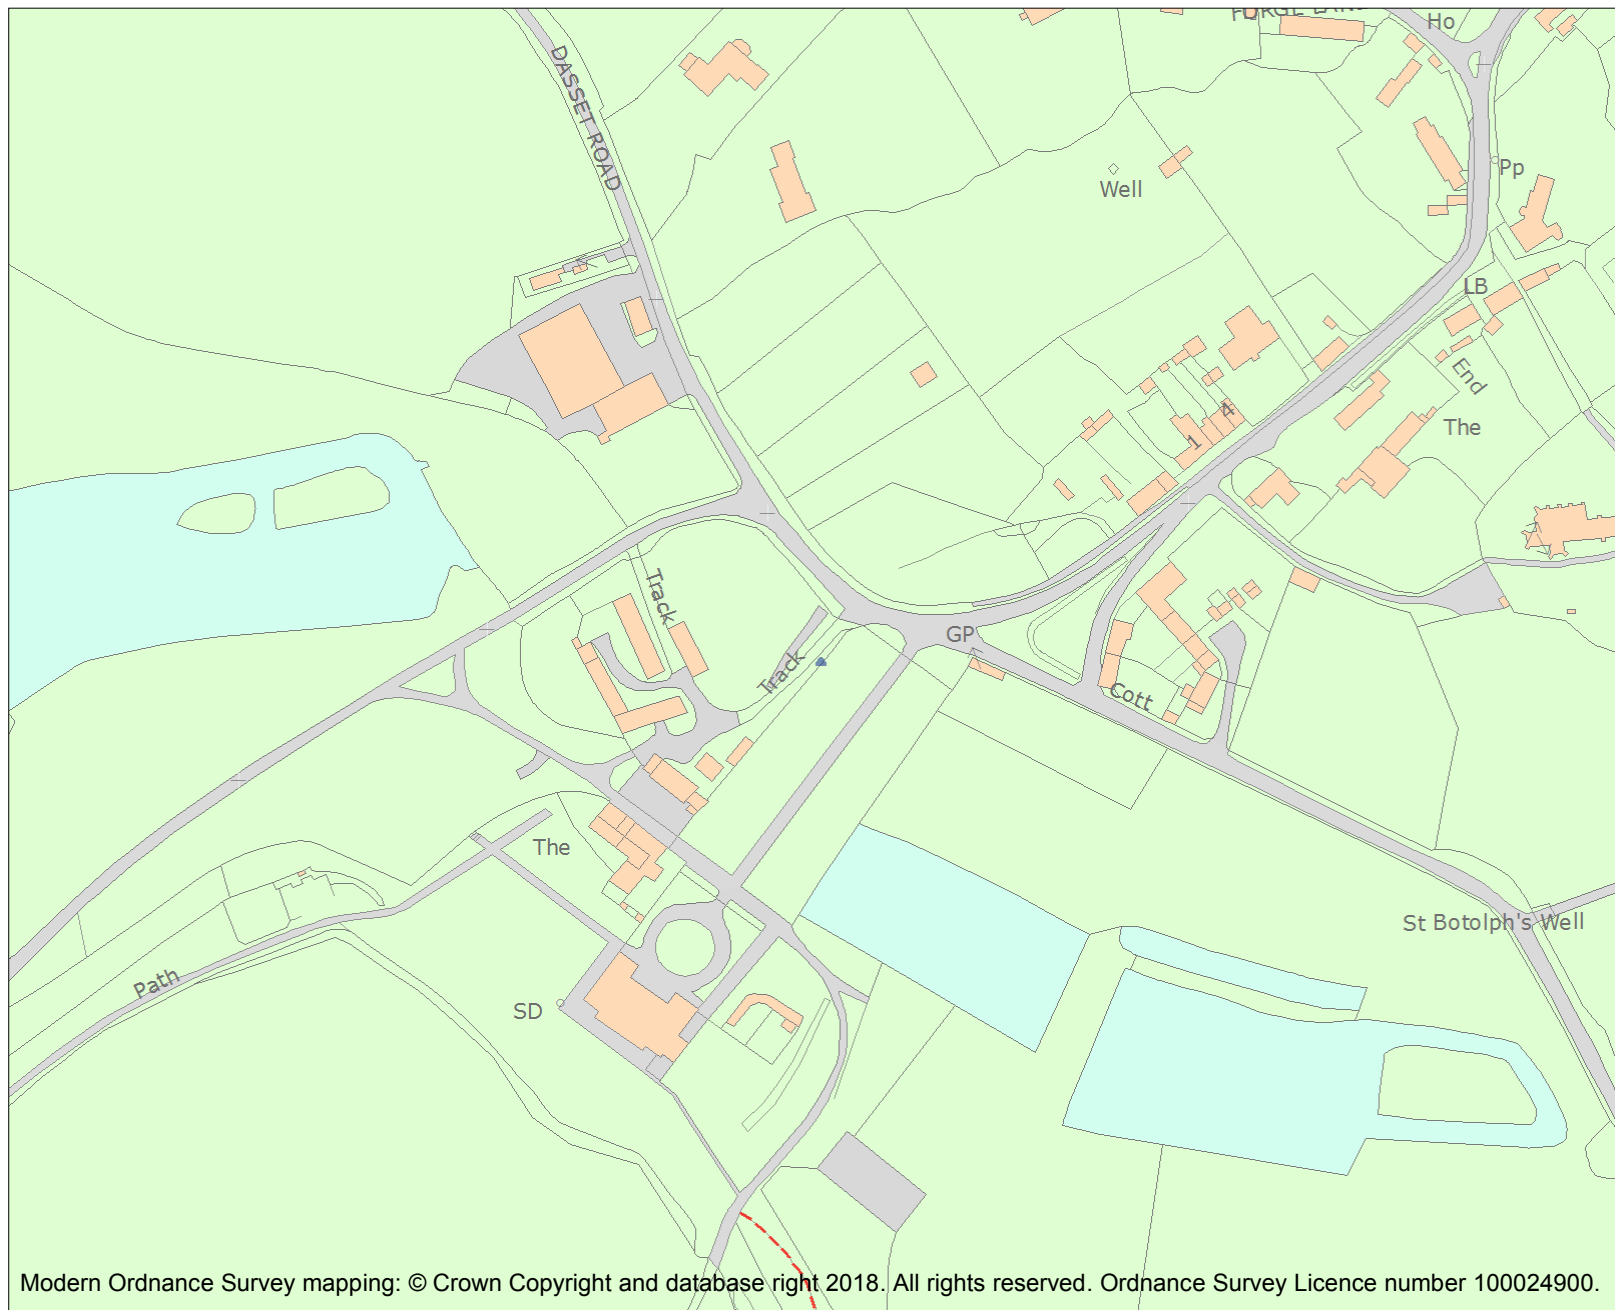 FORGE LANE
Ho
DASSET ROAD
Pp
Well
LB
End
4
The
1
Track
GP
Track
Cott
The
St Botolph's Well
Path
SD
Modern Ordnance Survey mapping: © Crown Copyright and database right 2018. All rights reserved. Ordnance Survey Licence number 100024900.